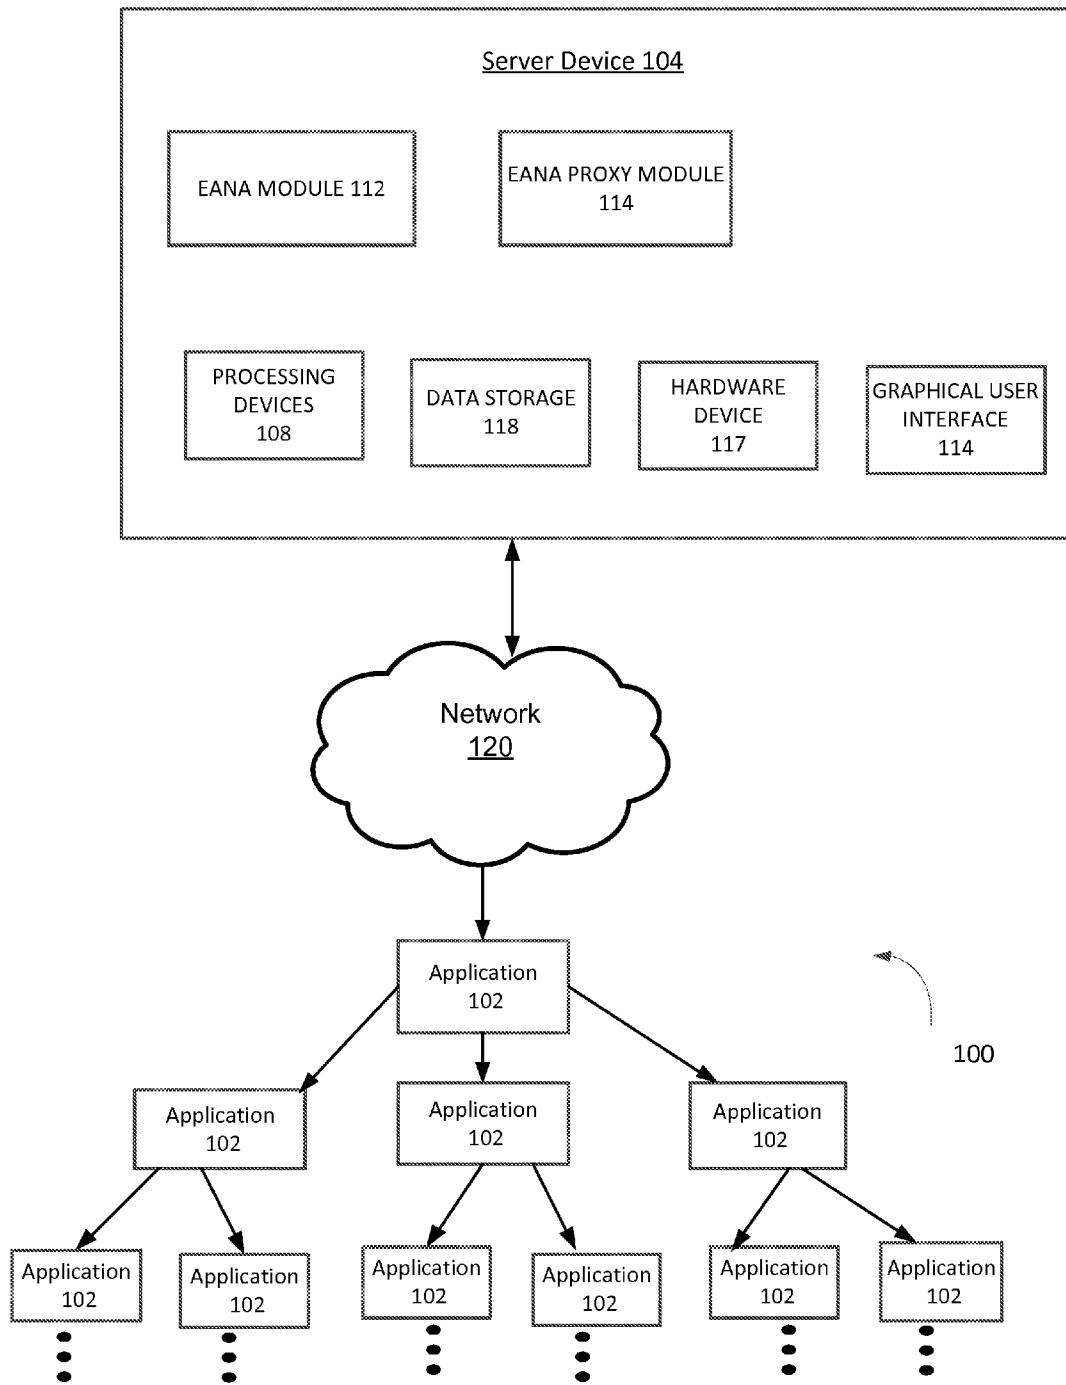 Server Device 104
EANA MODULE 112
EANA PROXY MODULE
114
PROCESSING
DEVICES
108
DATA STORAGE
118
HARDWARE
DEVICE
117
GRAPHICAL USER
INTERFACE
114
Network
120
Application
102
100
Application
102
Application
102
Application
102
Application
102
Application
102
Application
102
Application
102
Application
102
Application
102